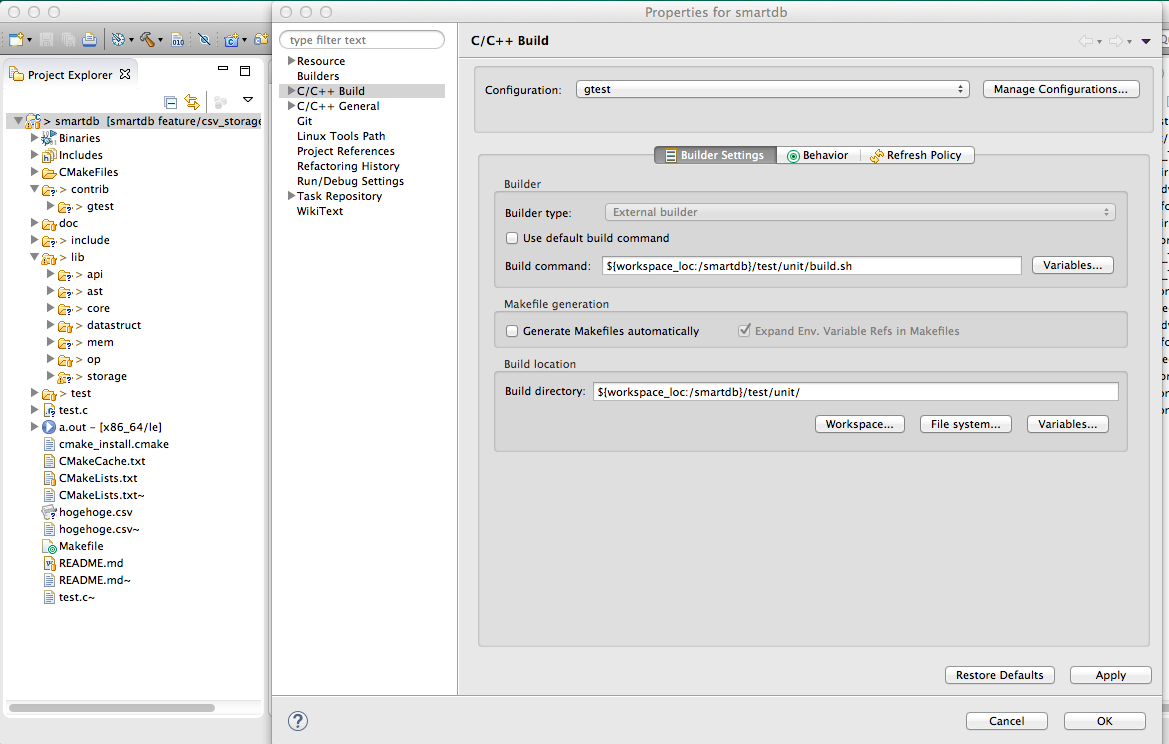 Properties for smartdb
Project Explorer
> smartdb [smartdb feature/csv_storage
Binaries
Includes
CMakeFiles
> contrib
> gtest
doc
> include
> lib
> api
> ast
> core
> datastruct
> mem
> op
> storage
> test
test.c
a.out – [x86_64/le]
cmake_install.cmake
CMakeCache.txt
CMakeLists.txt
CMakeLists.txt~
hogehoge.csv
hogehoge.csv~
Makefile
README.md
README.md~
test.c~
type filter text
Resource
Builders
C/C++ Build
C/C++ General
Git
Linux Tools Path
Project References
Refactoring History
Run/Debug Settings
Task Repository
WikiText
C/C++ Build
Configuration: gtest Manage Configurations...
Builder Settings Behavior Refresh Policy
Builder
Builder type: External builder
Use default build command
Build command: ${workspace_loc:/smartdb}/test/unit/build.sh Variables...
Makefile generation
Generate Makefiles automatically Expand Env. Variable Refs in Makefiles
Build location
Build directory: ${workspace_loc:/smartdb}/test/unit/
Workspace... File system... Variables...
Restore Defaults Apply
Cancel OK